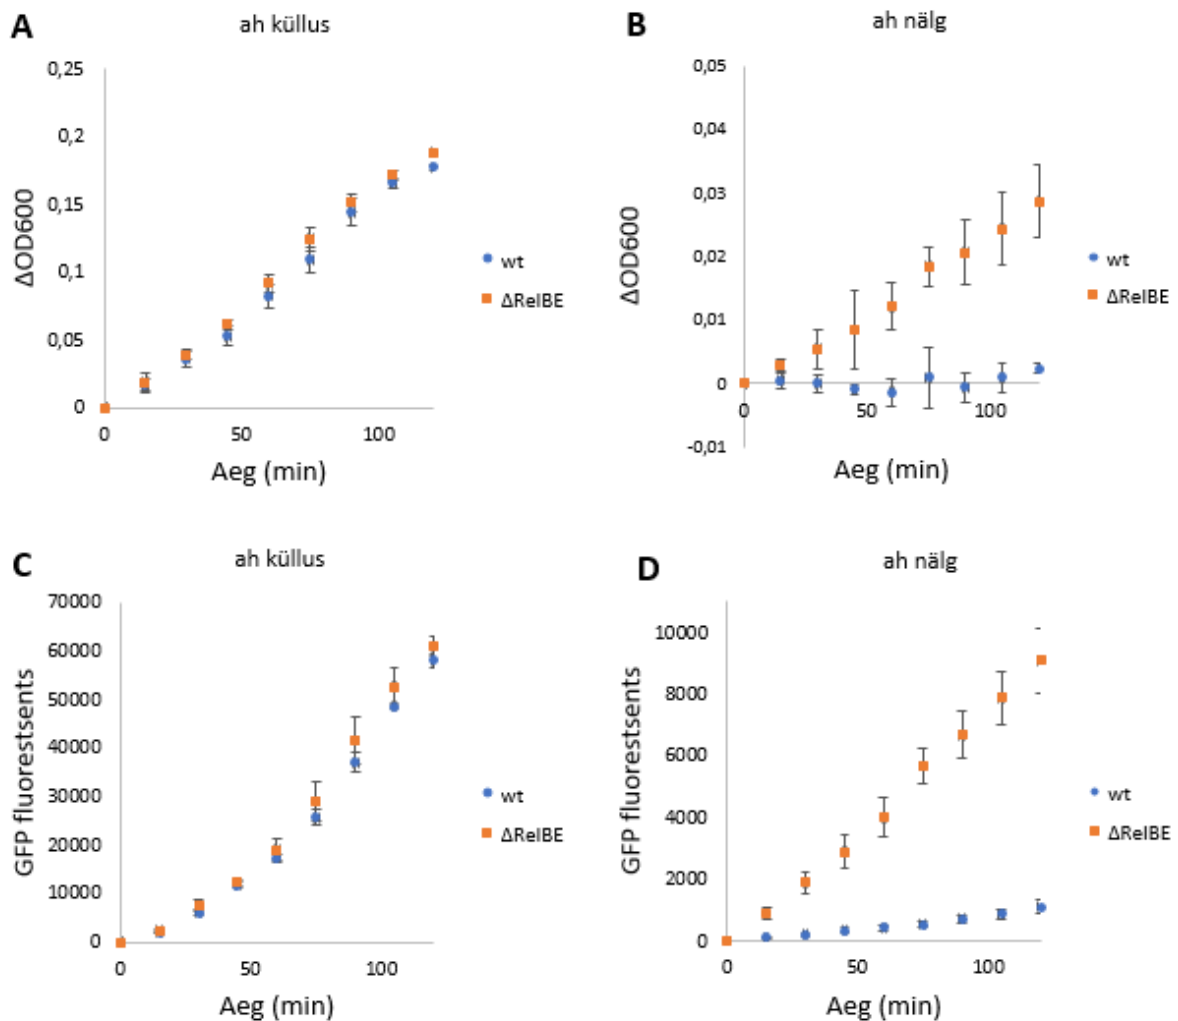 A
ah küllus
0,25
0,2
0,15
0,1
0,05
0
0 50 100
ΔOD600
Aeg (min)
wt
ΔRelBE
B
ah nälg
0,05
0,04
0,03
0,02
0,01
0
-0,01
0 50 100
ΔOD600
Aeg (min)
wt
ΔRelBE
C
ah küllus
70000
60000
50000
40000
30000
20000
10000
0
0 50 100
GFP fluorestsents
Aeg (min)
wt
ΔRelBE
D
ah nälg
10000
8000
6000
4000
2000
0
0 50 100
GFP fluorestsents
Aeg (min)
wt
ΔRelBE